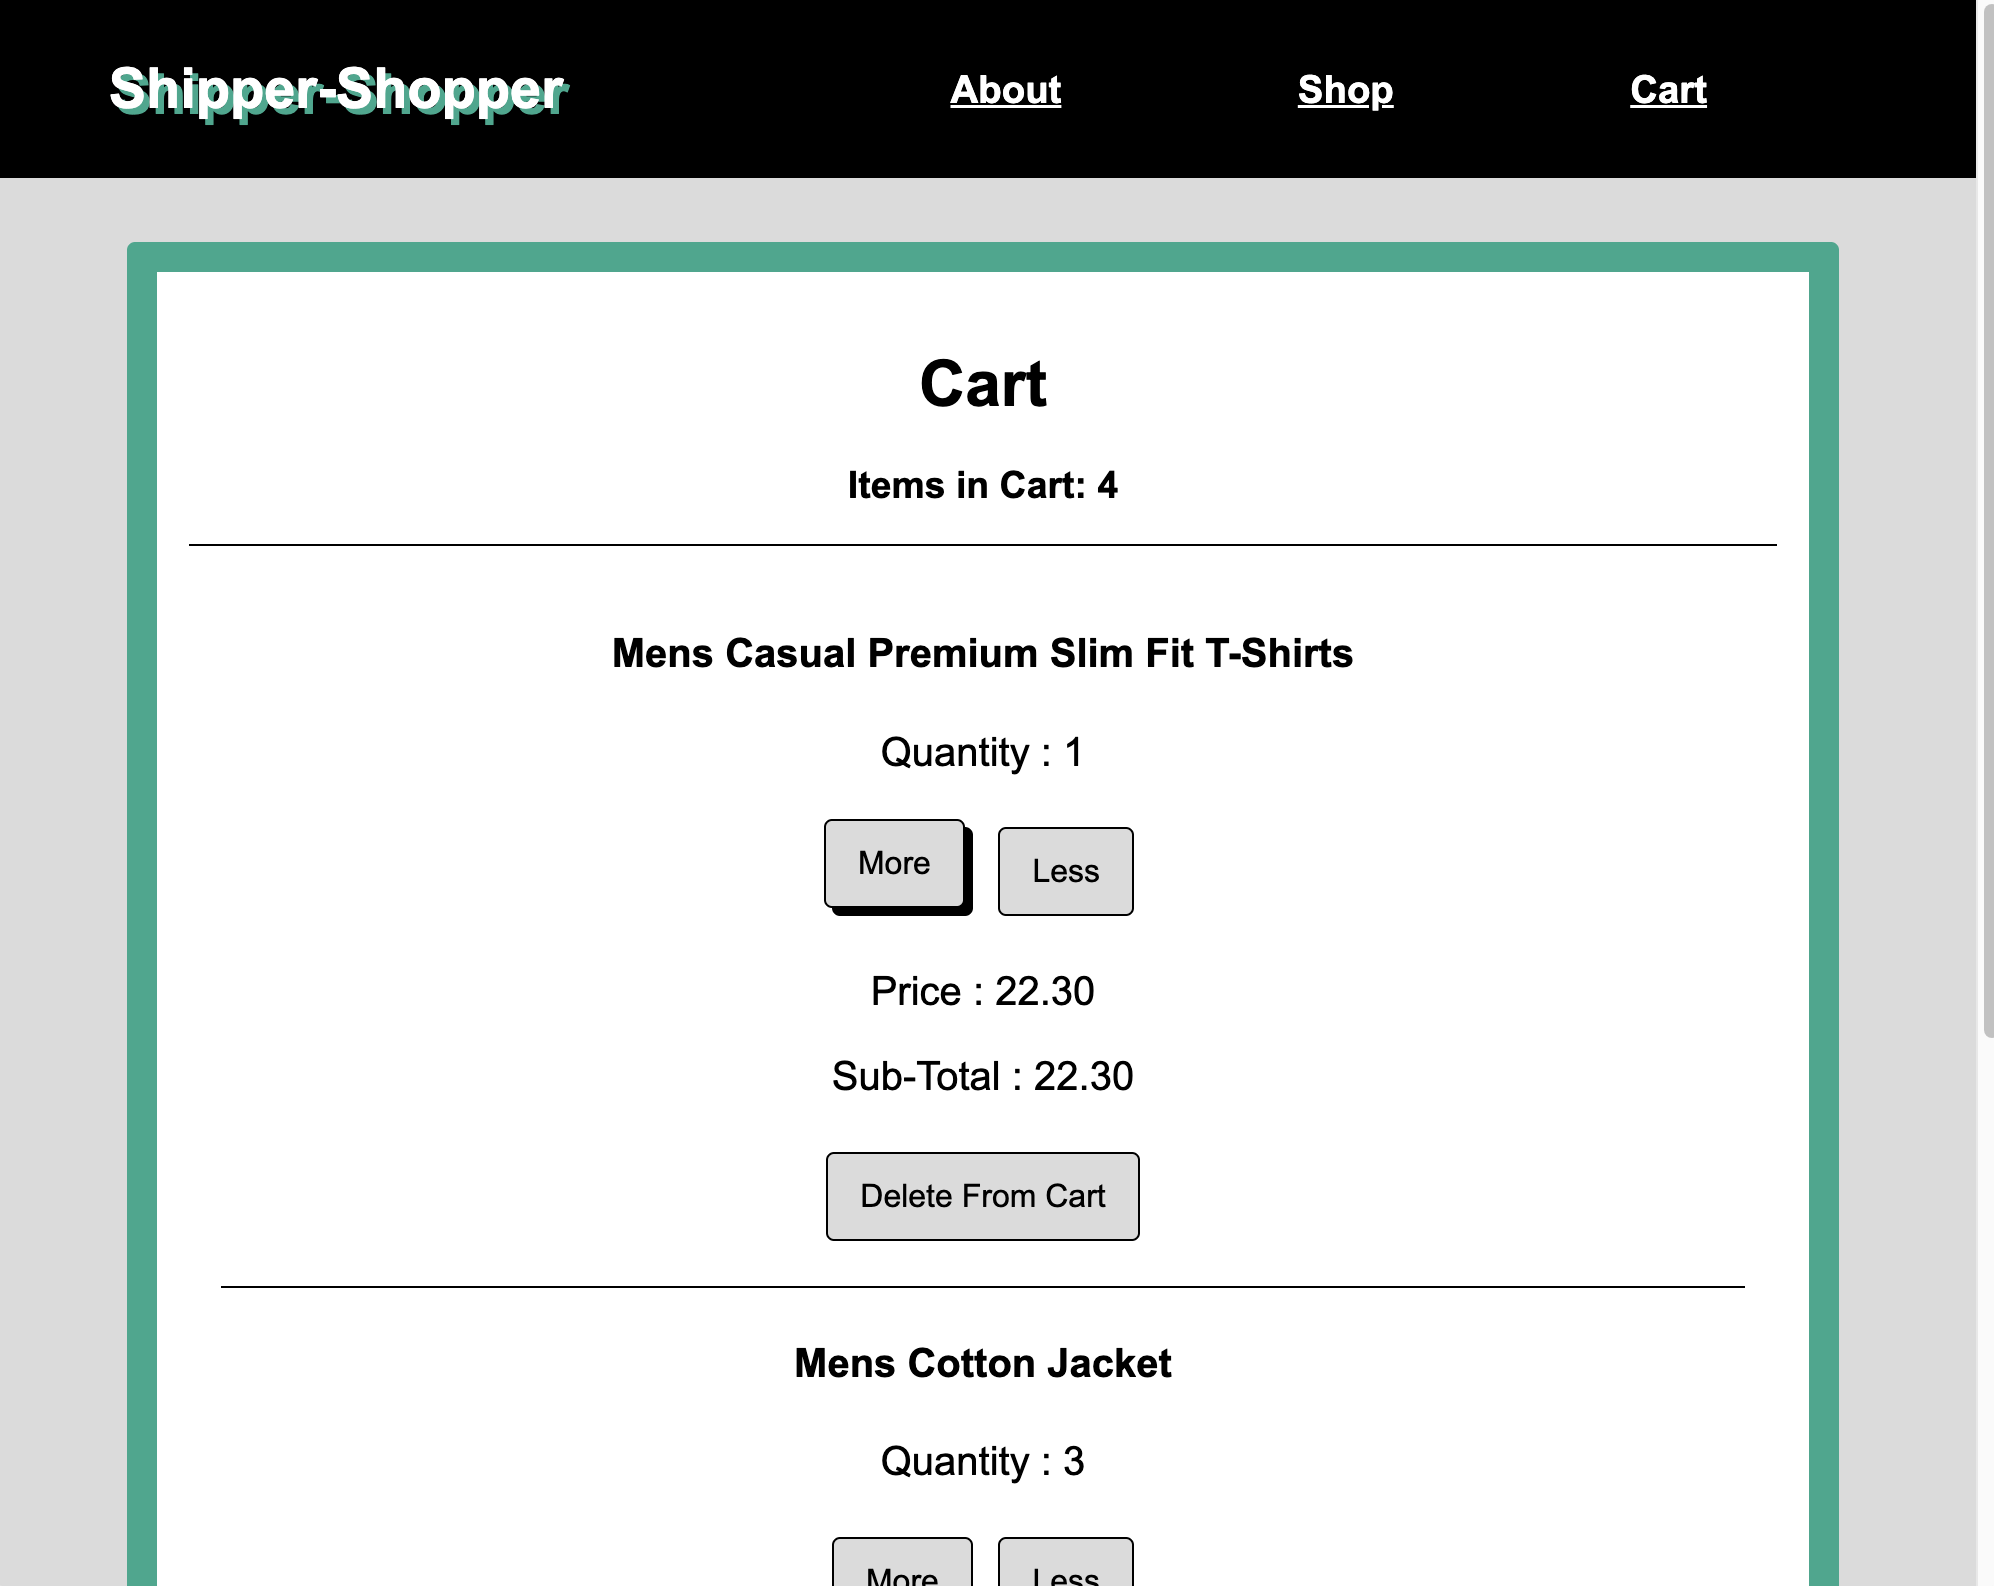 Shipper-Shopper About Shop Cart
Cart
Items in Cart: 4
Mens Casual Premium Slim Fit T-Shirts
Quantity : 1
More Less
Price : 22.30
Sub-Total : 22.30
Delete From Cart
Mens Cotton Jacket
Quantity : 3
More Less